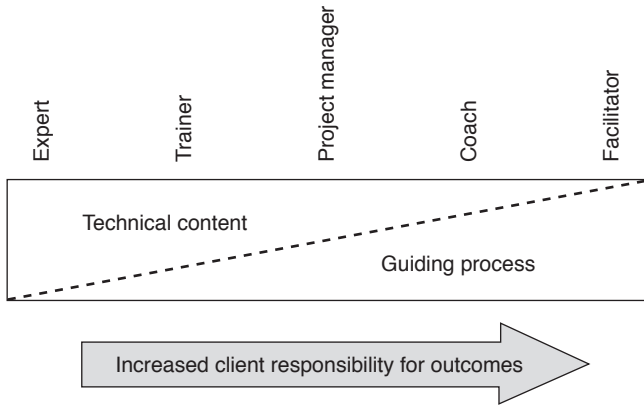 Expert
Trainer
Project manager
Coach
Facilitator
Technical content
Guiding process
Increased client responsibility for outcomes